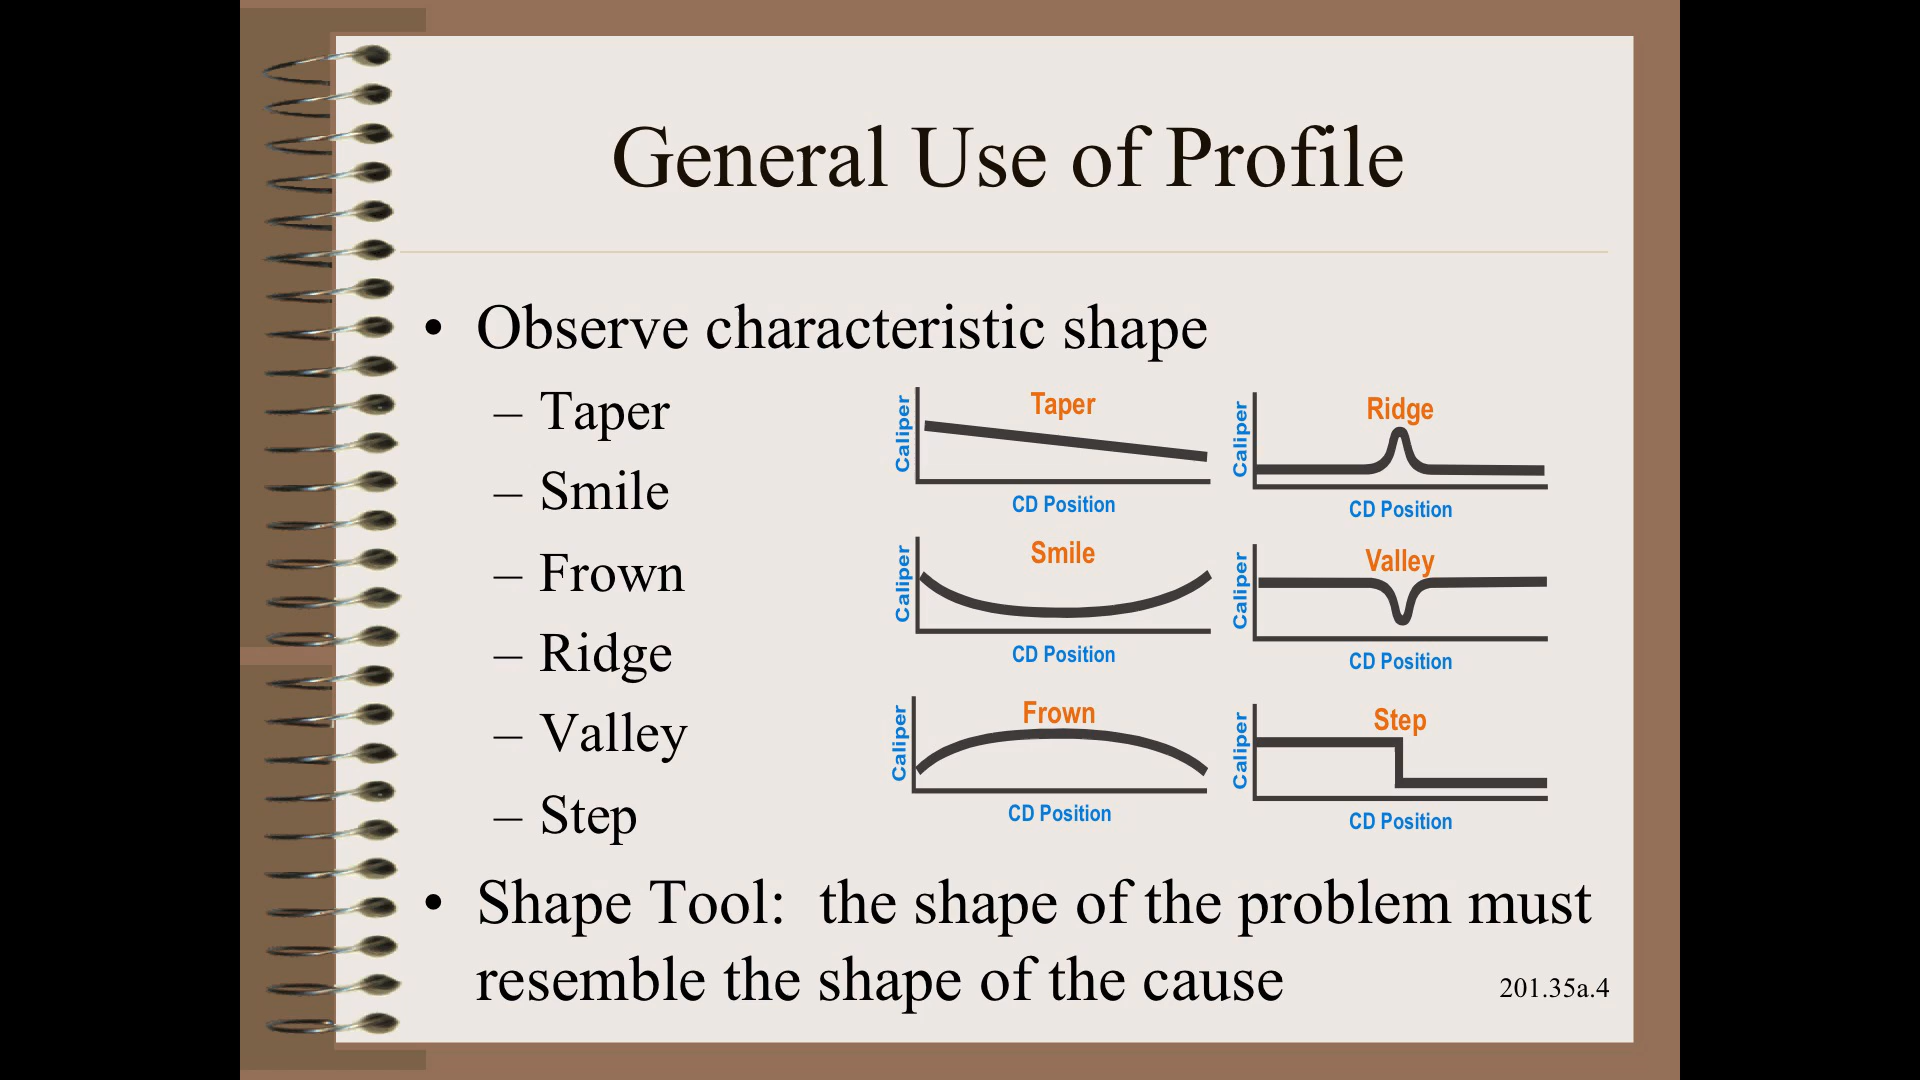 General Use of Profile
• Observe characteristic shape
– Taper
– Smile
– Frown
– Ridge
– Valley
– Step
Taper
Caliper
CD Position
Ridge
Caliper
CD Position
Smile
Caliper
CD Position
Valley
Caliper
CD Position
Frown
Caliper
CD Position
Step
Caliper
CD Position
• Shape Tool: the shape of the problem must
resemble the shape of the cause
201.35a.4